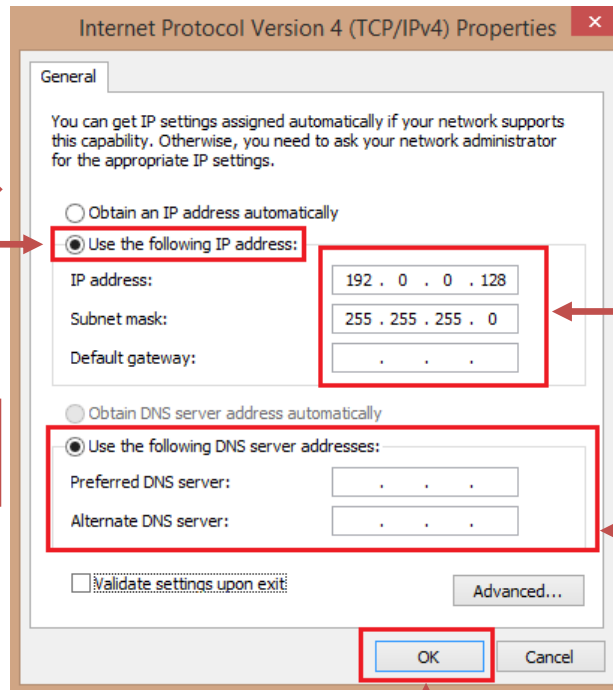 Internet Protocol Version 4 (TCP/IPv4) Properties
General
You can get IP settings assigned automatically if your network supports
this capability. Otherwise, you need to ask your network administrator
for the appropriate IP settings.
Obtain an IP address automatically
Use the following IP address:
IP address: 192 . 0 . 0 . 128
Subnet mask: 255 . 255 . 255 . 0
Default gateway: . . .
Obtain DNS server address automatically
Use the following DNS server addresses:
Preferred DNS server: . . .
Alternate DNS server: . . .
Validate settings upon exit
Advanced...
OK Cancel